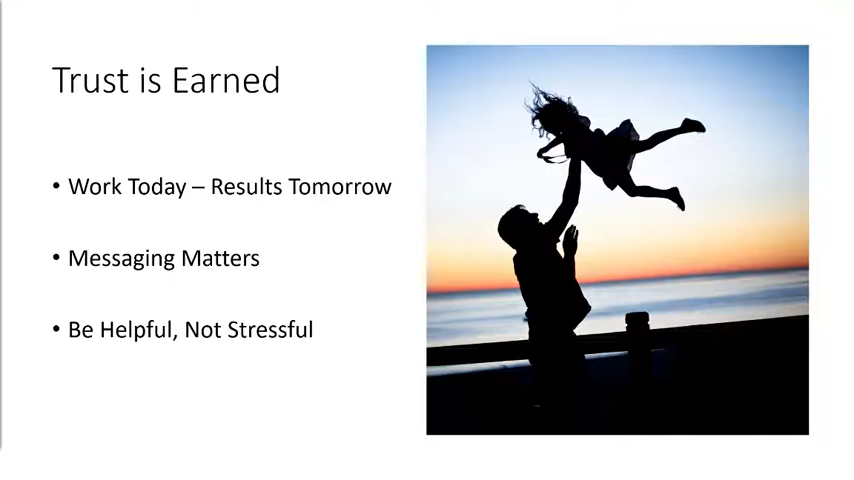 Trust is Earned
• Work Today – Results Tomorrow
• Messaging Matters
• Be Helpful, Not Stressful